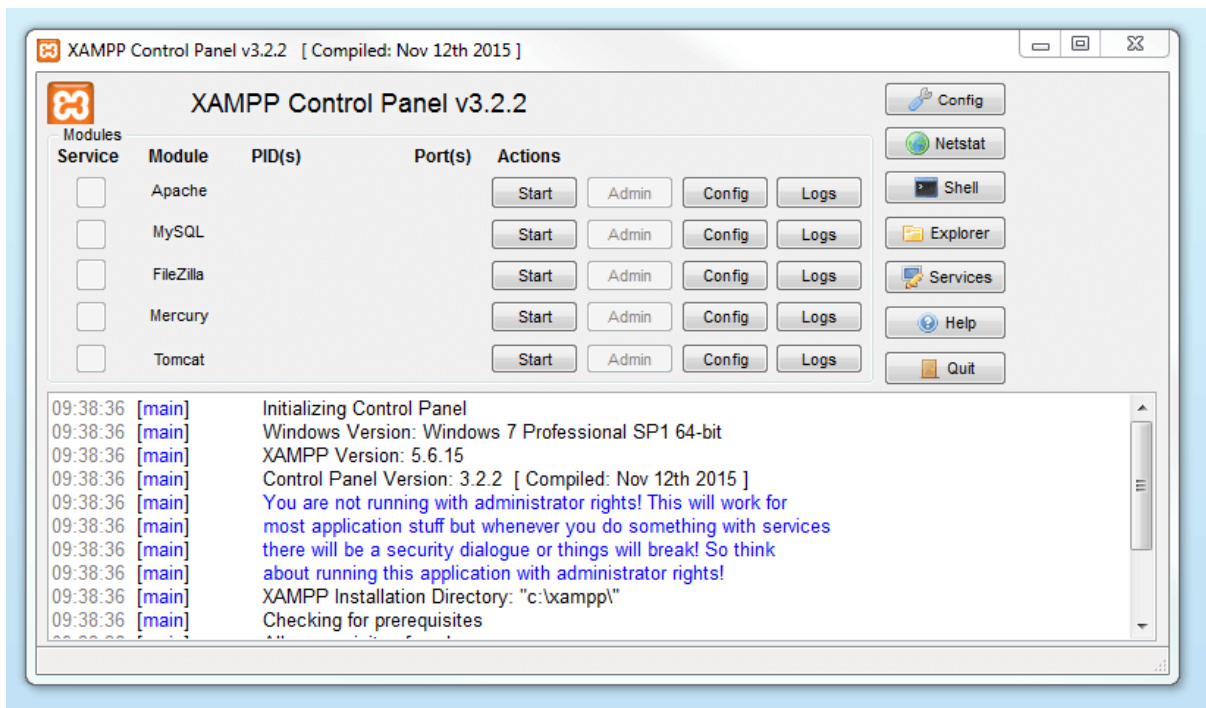 XAMPP Control Panel v3.2.2 [ Compiled: Nov 12th 2015 ]
XAMPP Control Panel v3.2.2
Config
Modules
Service Module PID(s) Port(s) Actions
Netstat
Apache Start Admin Config Logs
Shell
MySQL Start Admin Config Logs
Explorer
FileZilla Start Admin Config Logs
Services
Mercury Start Admin Config Logs
Help
Tomcat Start Admin Config Logs
Quit
09:38:36 [main] Initializing Control Panel
09:38:36 [main] Windows Version: Windows 7 Professional SP1 64-bit
09:38:36 [main] XAMPP Version: 5.6.15
09:38:36 [main] Control Panel Version: 3.2.2 [ Compiled: Nov 12th 2015 ]
09:38:36 [main] You are not running with administrator rights! This will work for
09:38:36 [main] most application stuff but whenever you do something with services
09:38:36 [main] there will be a security dialogue or things will break! So think
09:38:36 [main] about running this application with administrator rights!
09:38:36 [main] XAMPP Installation Directory: "c:\xampp\"
09:38:36 [main] Checking for prerequisites